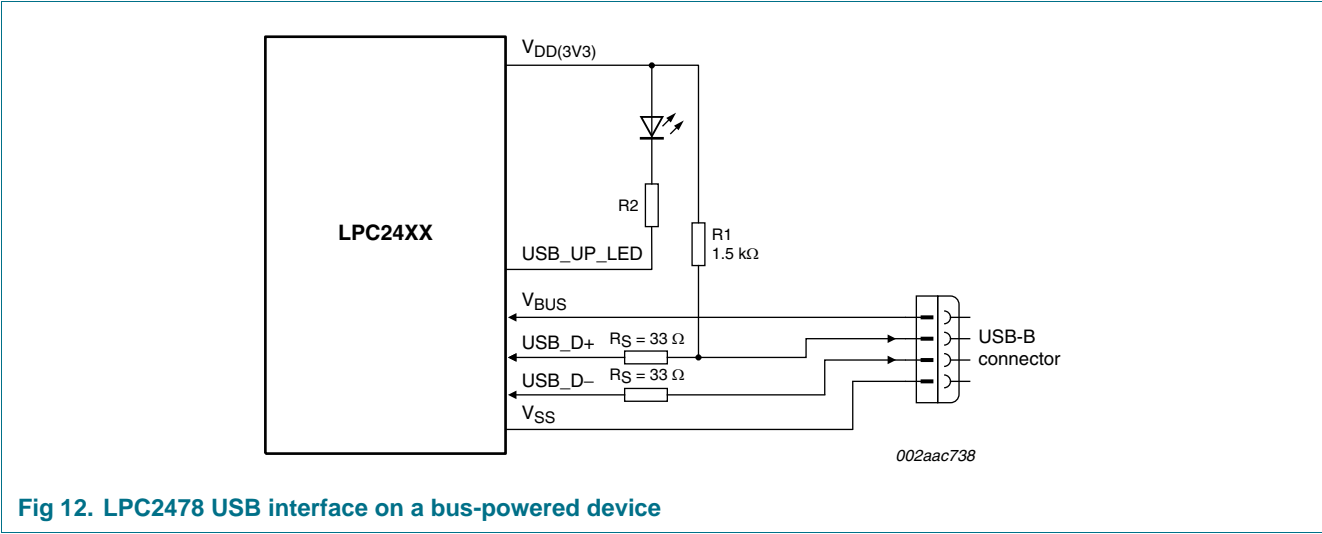 VDD(3V3)
R2
LPC24XX
R1
1.5 kΩ
USB_UP_LED
VBUS
USB_D+
RS = 33 Ω
USB-B
connector
USB_D−
RS = 33 Ω
VSS
002aac738
Fig 12. LPC2478 USB interface on a bus-powered device